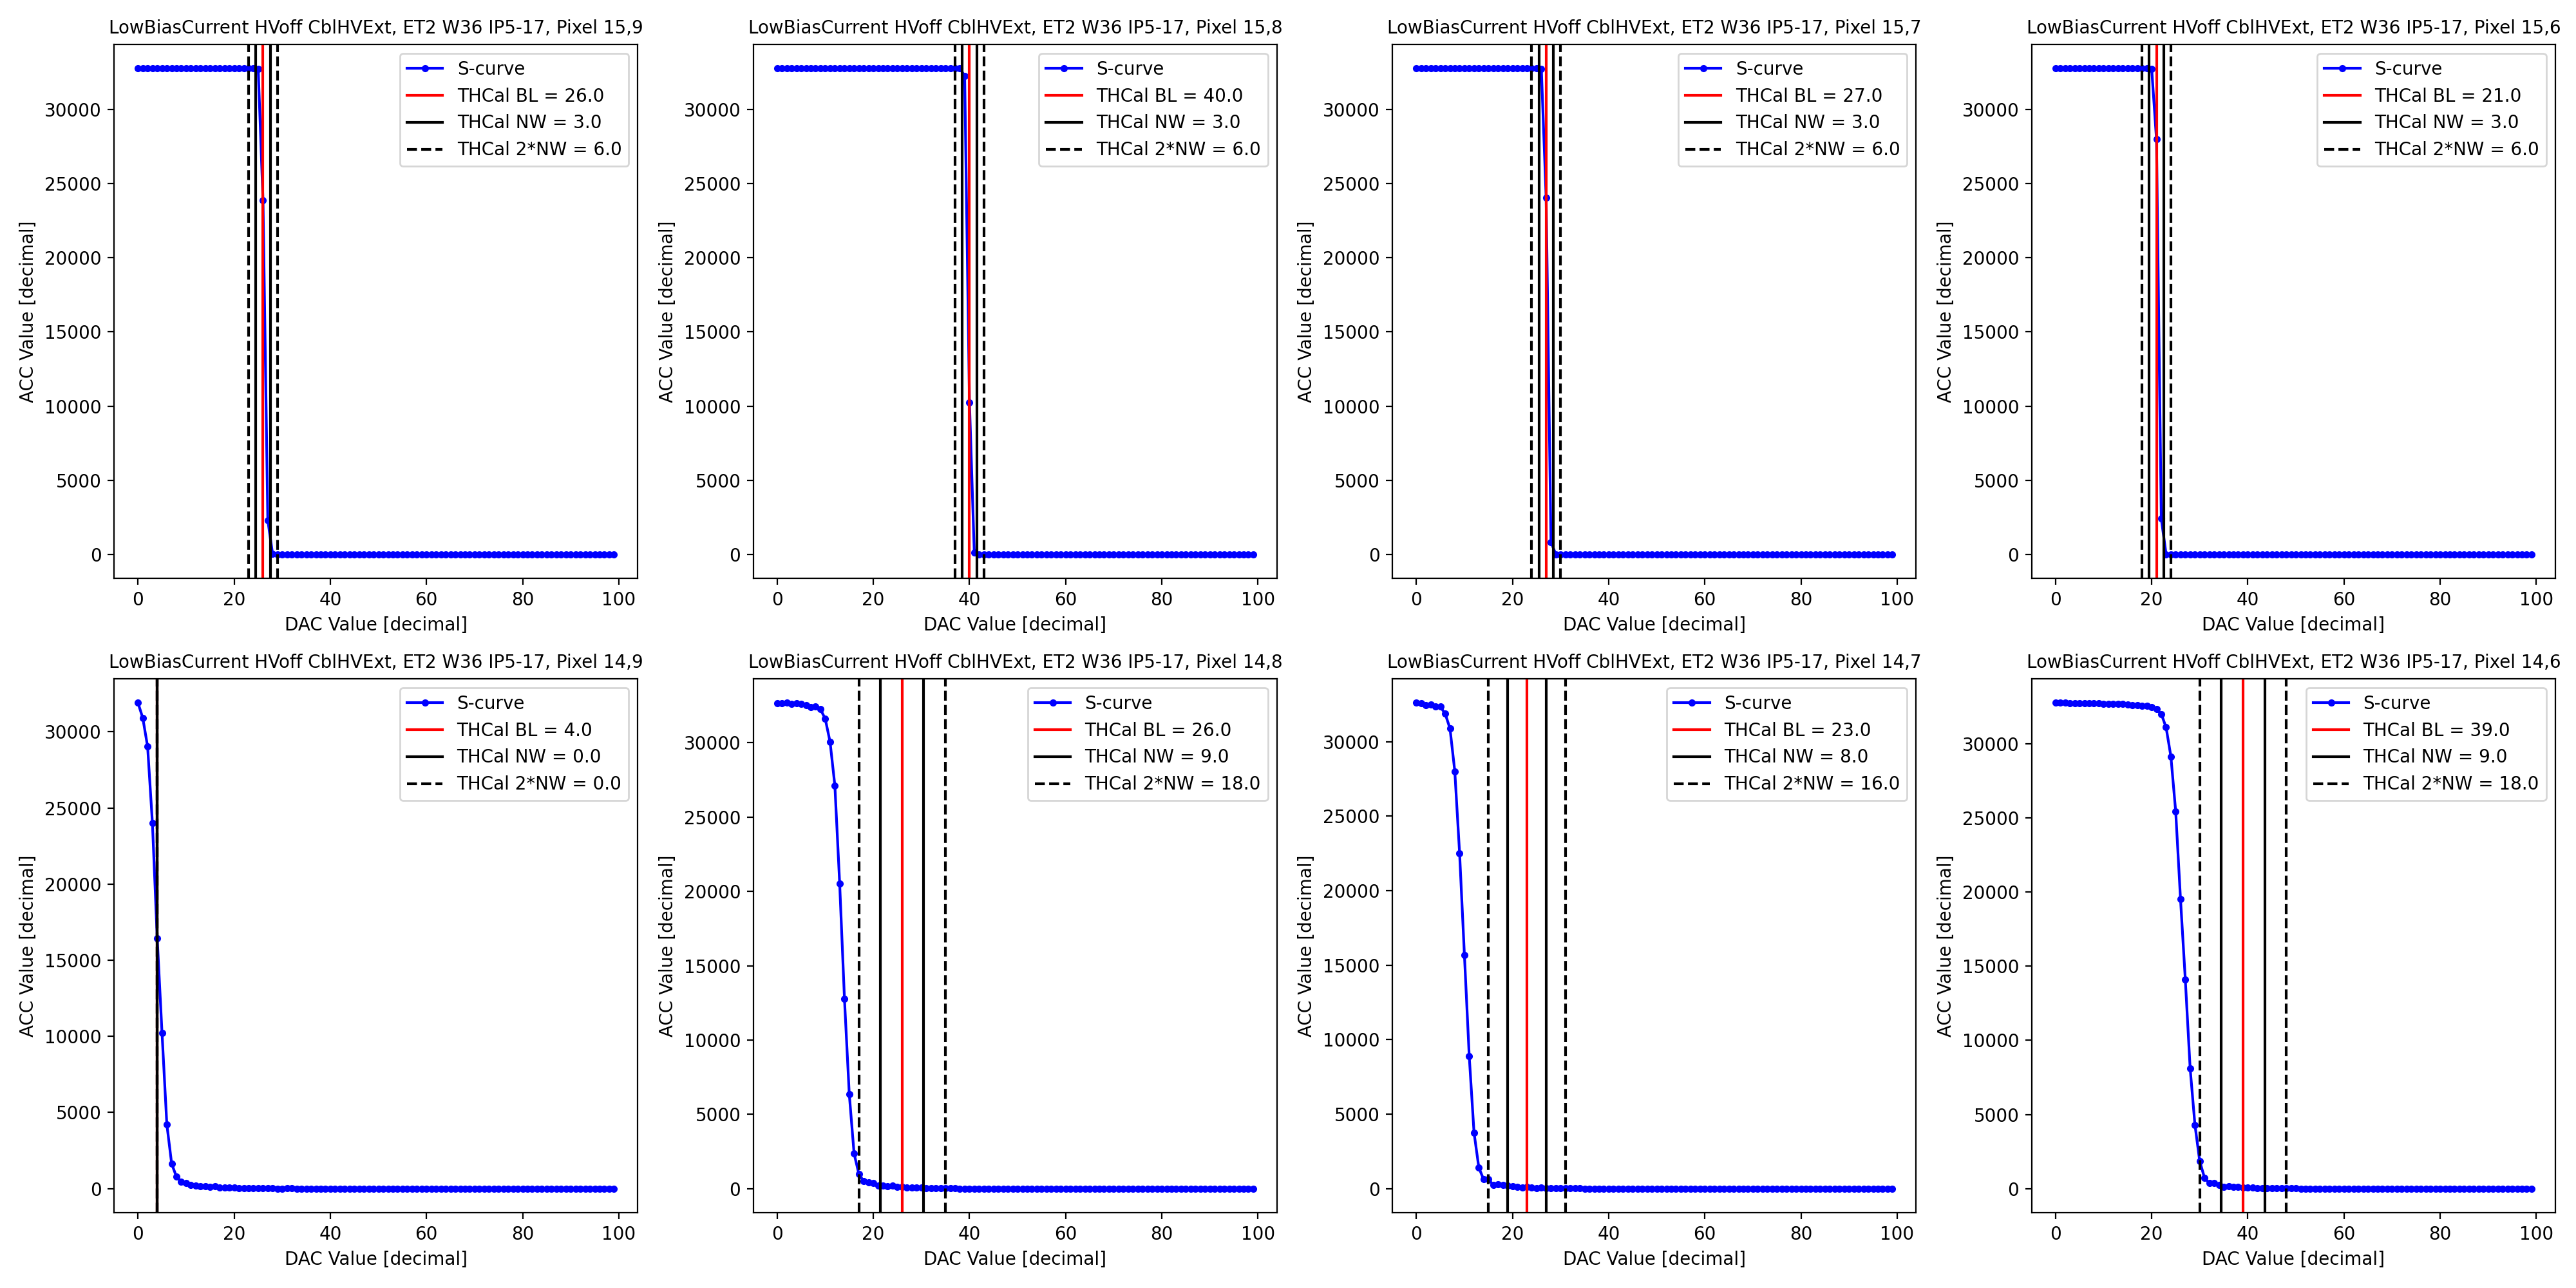 LowBiasCurrent HVoff CblHVExt, ET2 W36 IP5-17, Pixel 15,9
ACC Value [decimal]
30000
25000
20000
15000
10000
5000
0
S-curve
THCal BL = 26.0
THCal NW = 3.0
THCal 2*NW = 6.0
0 20 40 60 80 100
DAC Value [decimal]
LowBiasCurrent HVoff CblHVExt, ET2 W36 IP5-17, Pixel 15,8
ACC Value [decimal]
30000
25000
20000
15000
10000
5000
0
S-curve
THCal BL = 40.0
THCal NW = 3.0
THCal 2*NW = 6.0
0 20 40 60 80 100
DAC Value [decimal]
LowBiasCurrent HVoff CblHVExt, ET2 W36 IP5-17, Pixel 15,7
ACC Value [decimal]
30000
25000
20000
15000
10000
5000
0
S-curve
THCal BL = 27.0
THCal NW = 3.0
THCal 2*NW = 6.0
0 20 40 60 80 100
DAC Value [decimal]
LowBiasCurrent HVoff CblHVExt, ET2 W36 IP5-17, Pixel 15,6
ACC Value [decimal]
30000
25000
20000
15000
10000
5000
0
S-curve
THCal BL = 21.0
THCal NW = 3.0
THCal 2*NW = 6.0
0 20 40 60 80 100
DAC Value [decimal]
LowBiasCurrent HVoff CblHVExt, ET2 W36 IP5-17, Pixel 14,9
ACC Value [decimal]
30000
25000
20000
15000
10000
5000
0
S-curve
THCal BL = 4.0
THCal NW = 0.0
THCal 2*NW = 0.0
0 20 40 60 80 100
DAC Value [decimal]
LowBiasCurrent HVoff CblHVExt, ET2 W36 IP5-17, Pixel 14,8
ACC Value [decimal]
30000
25000
20000
15000
10000
5000
0
S-curve
THCal BL = 26.0
THCal NW = 9.0
THCal 2*NW = 18.0
0 20 40 60 80 100
DAC Value [decimal]
LowBiasCurrent HVoff CblHVExt, ET2 W36 IP5-17, Pixel 14,7
ACC Value [decimal]
30000
25000
20000
15000
10000
5000
0
S-curve
THCal BL = 23.0
THCal NW = 8.0
THCal 2*NW = 16.0
0 20 40 60 80 100
DAC Value [decimal]
LowBiasCurrent HVoff CblHVExt, ET2 W36 IP5-17, Pixel 14,6
ACC Value [decimal]
30000
25000
20000
15000
10000
5000
0
S-curve
THCal BL = 39.0
THCal NW = 9.0
THCal 2*NW = 18.0
0 20 40 60 80 100
DAC Value [decimal]